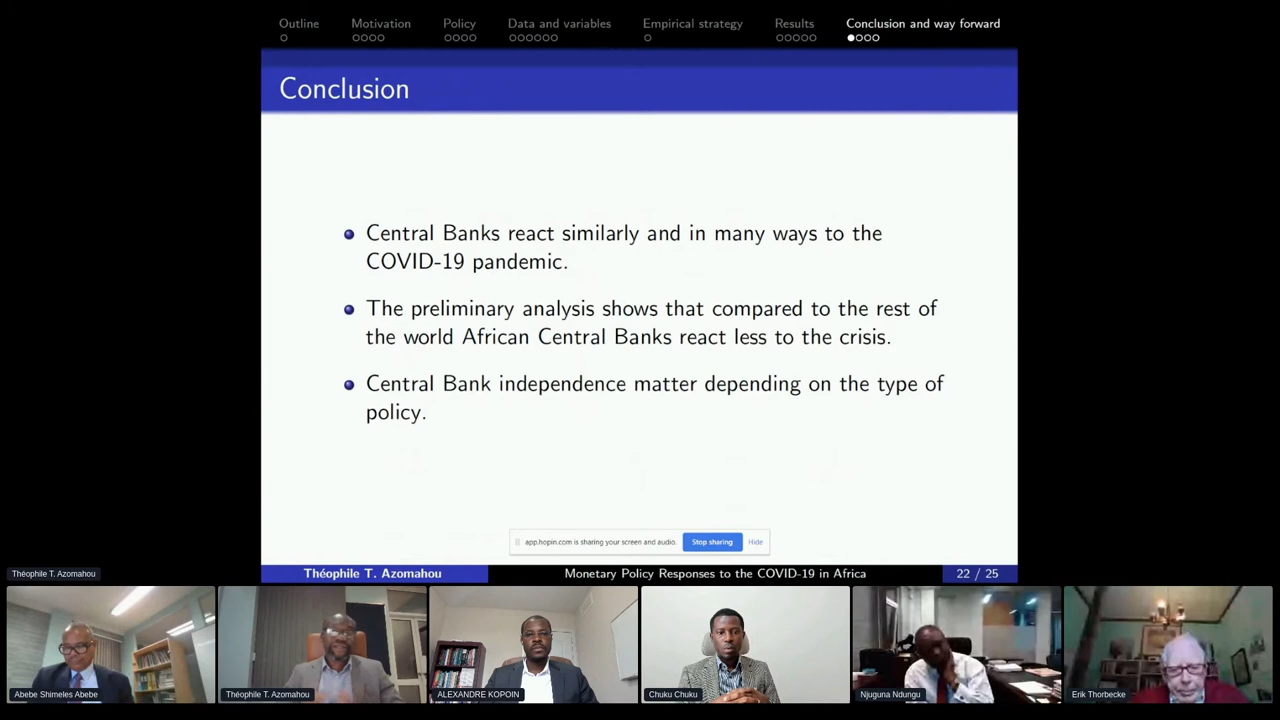 Outline
Motivation
Policy
Data and variables
Empirical strategy
Results
Conclusion and way forward
Conclusion
Central Banks react similarly and in many ways to the
COVID-19 pandemic.
The preliminary analysis shows that compared to the rest of
the world African Central Banks react less to the crisis.
Central Bank independence matter depending on the type of
policy.
app.hopin.com is sharing your screen and audio.
Stop sharing
Hide
Théophile T. Azomahou
Monetary Policy Responses to the COVID-19 in Africa
22 / 25
Théophile T. Azomahou
Abebe Shimeles Abebe
Théophile T. Azomahou
ALEXANDRE KOPOIN
Chuku Chuku
Njuguna Ndungu
Erik Thorbecke